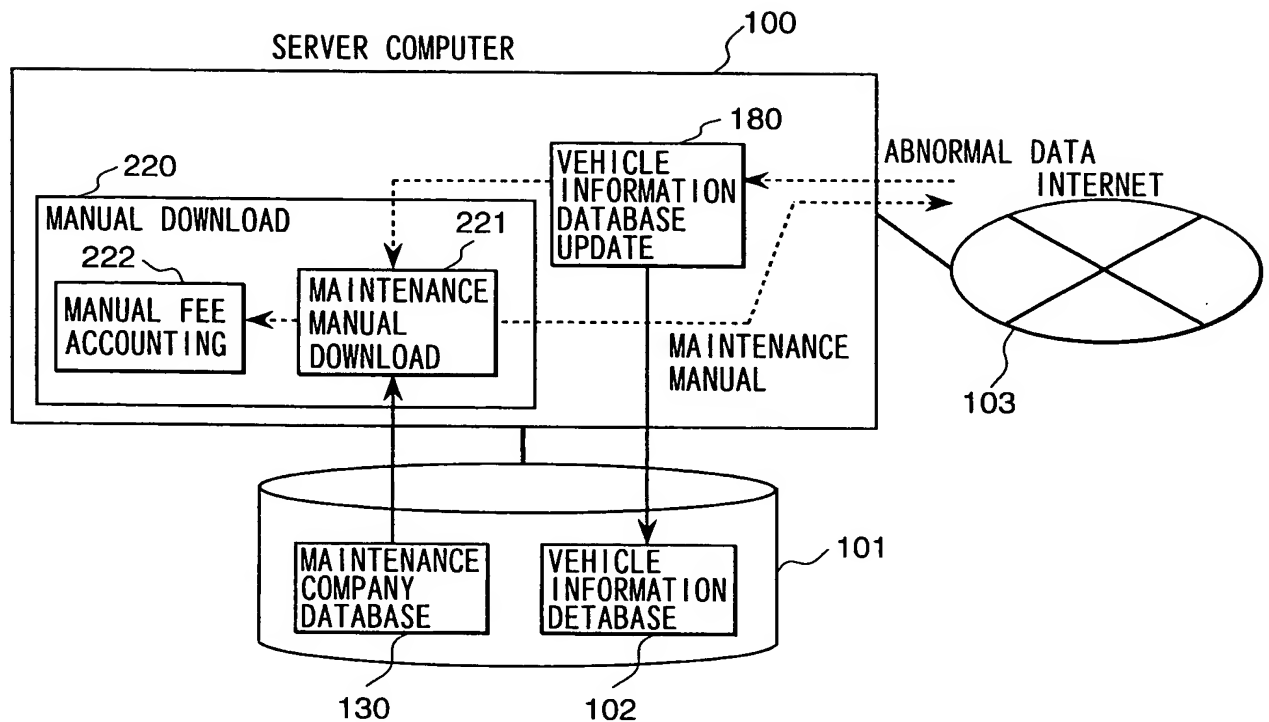 100
SERVER COMPUTER
180
220
VEHICLE
INFORMATION
DATABASE
UPDATE
ABNORMAL DATA
INTERNET
MANUAL DOWNLOAD
221
222
MAINTENANCE
MANUAL
DOWNLOAD
MANUAL FEE
ACCOUNTING
MAINTENANCE
MANUAL
103
MAINTENANCE
COMPANY
DATABASE
VEHICLE
INFORMATION
DETABASE
101
130
102